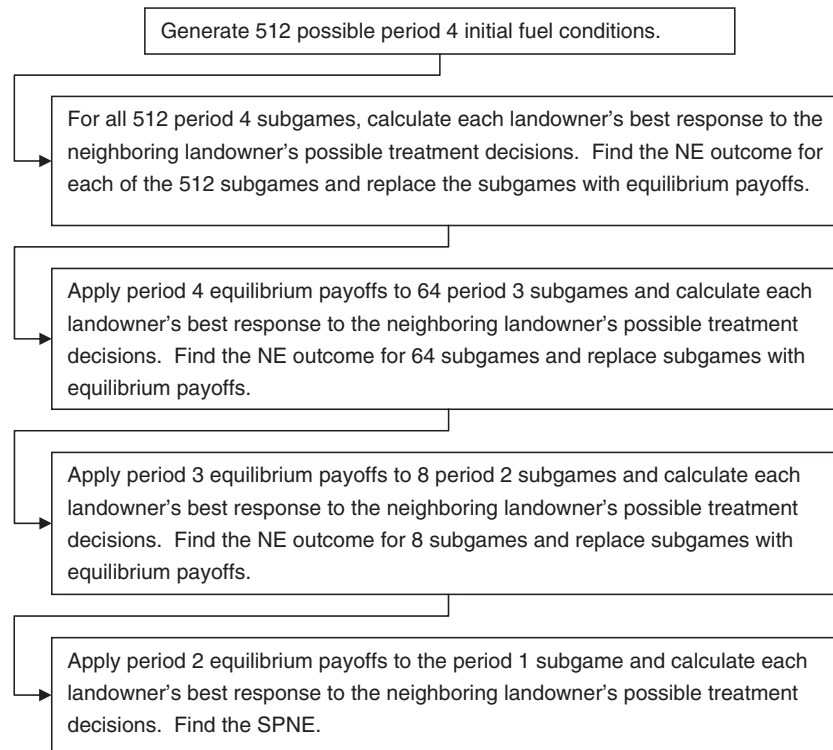 Generate 512 possible period 4 initial fuel conditions.
For all 512 period 4 subgames, calculate each landowner's best response to the
neighboring landowner's possible treatment decisions.  Find the NE outcome for
each of the 512 subgames and replace the subgames with equilibrium payoffs.
Apply period 4 equilibrium payoffs to 64 period 3 subgames and calculate each
landowner's best response to the neighboring landowner's possible treatment
decisions.  Find the NE outcome for 64 subgames and replace subgames with
equilibrium payoffs.
Apply period 3 equilibrium payoffs to 8 period 2 subgames and calculate each
landowner's best response to the neighboring landowner's possible treatment
decisions.  Find the NE outcome for 8 subgames and replace subgames with
equilibrium payoffs.
Apply period 2 equilibrium payoffs to the period 1 subgame and calculate each
landowner's best response to the neighboring landowner's possible treatment
decisions.  Find the SPNE.